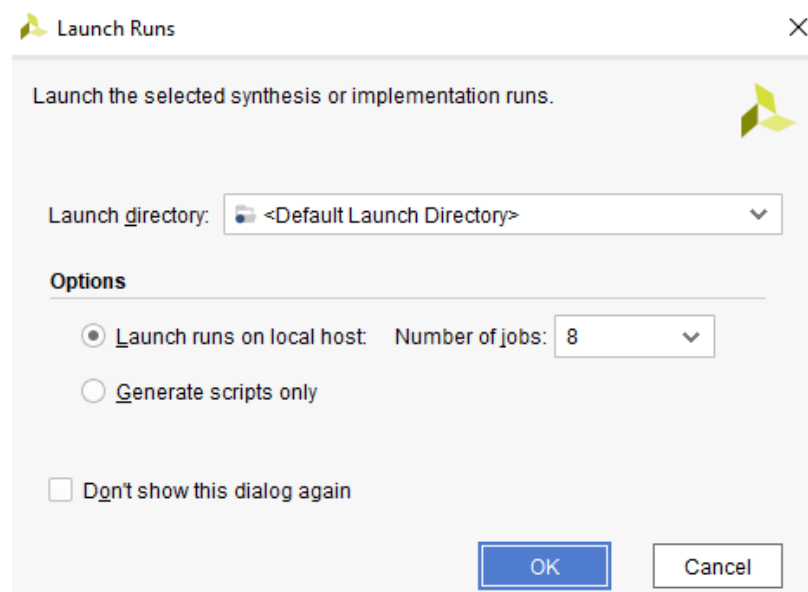 Launch Runs
Launch the selected synthesis or implementation runs.
Launch directory: <Default Launch Directory>
Options
Launch runs on local host: Number of jobs: 8
Generate scripts only
Don't show this dialog again
OK Cancel